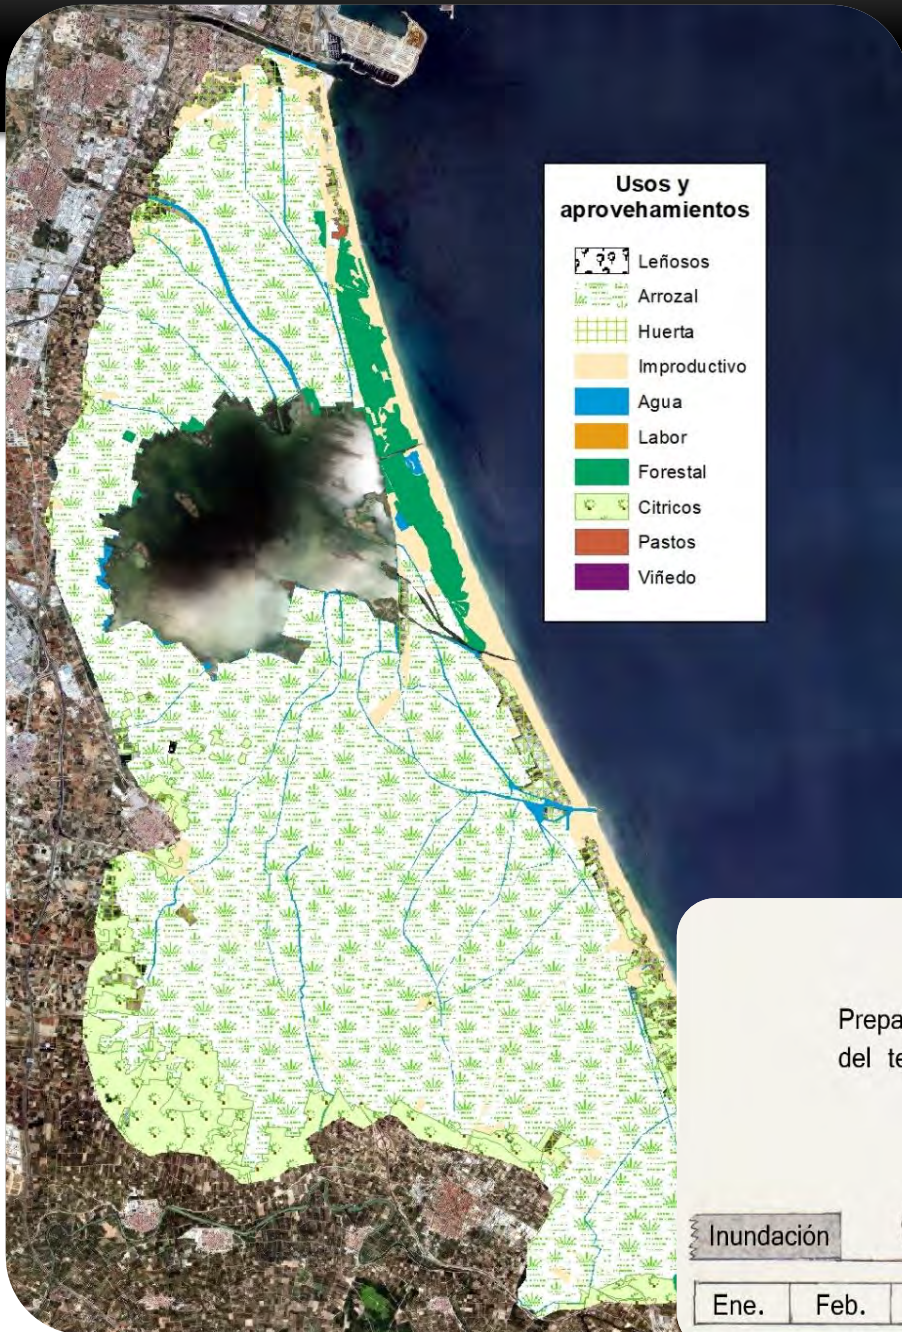 Usos y
aprovehamientos
Leñosos
Arrozal
Huerta
Improductivo
Agua
Labor
Forestal
Citricos
Pastos
Viñedo
Prepa
del te
Inundación
Ene.
Feb.